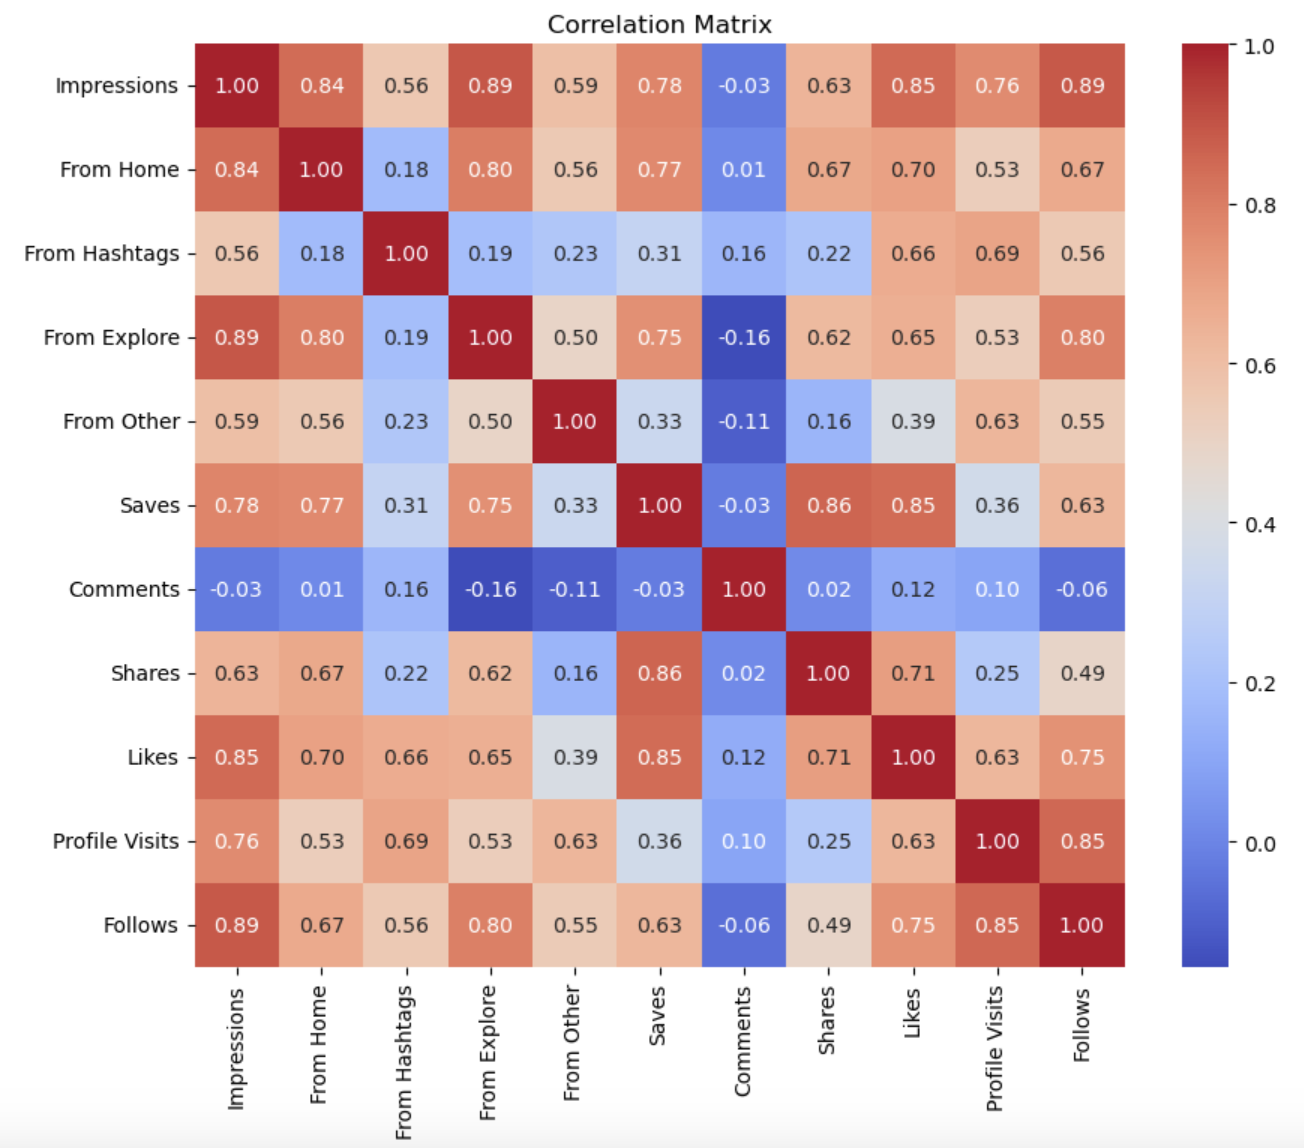 Correlation Matrix
Impressions 1.00 0.84 0.56 0.89 0.59 0.78 -0.03 0.63 0.85 0.76 0.89
From Home 0.84 1.00 0.18 0.80 0.56 0.77 0.01 0.67 0.70 0.53 0.67
From Hashtags 0.56 0.18 1.00 0.19 0.23 0.31 0.16 0.22 0.66 0.69 0.56
From Explore 0.89 0.80 0.19 1.00 0.50 0.75 -0.16 0.62 0.65 0.53 0.80
From Other 0.59 0.56 0.23 0.50 1.00 0.33 -0.11 0.16 0.39 0.63 0.55
Saves 0.78 0.77 0.31 0.75 0.33 1.00 -0.03 0.86 0.85 0.36 0.63
Comments -0.03 0.01 0.16 -0.16 -0.11 -0.03 1.00 0.02 0.12 0.10 -0.06
Shares 0.63 0.67 0.22 0.62 0.16 0.86 0.02 1.00 0.71 0.25 0.49
Likes 0.85 0.70 0.66 0.65 0.39 0.85 0.12 0.71 1.00 0.63 0.75
Profile Visits 0.76 0.53 0.69 0.53 0.63 0.36 0.10 0.25 0.63 1.00 0.85
Follows 0.89 0.67 0.56 0.80 0.55 0.63 -0.06 0.49 0.75 0.85 1.00
Impressions
From Home
From Hashtags
From Explore
From Other
Saves
Comments
Shares
Likes
Profile Visits
Follows
1.0
0.8
0.6
0.4
0.2
0.0